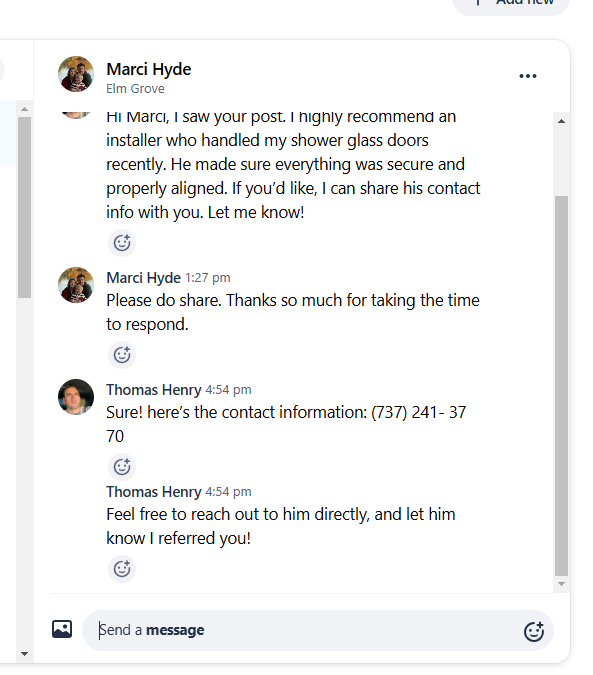 Add new
Marci Hyde
Elm Grove
Hi Marci, I saw your post. I highly recommend an
installer who handled my shower glass doors
recently. He made sure everything was secure and
properly aligned. If you’d like, I can share his contact
info with you. Let me know!
Marci Hyde 1:27 pm
Please do share. Thanks so much for taking the time
to respond.
Thomas Henry 4:54 pm
Sure! here’s the contact information: (737) 241- 37
70
Thomas Henry 4:54 pm
Feel free to reach out to him directly, and let him
know I referred you!
Send a message